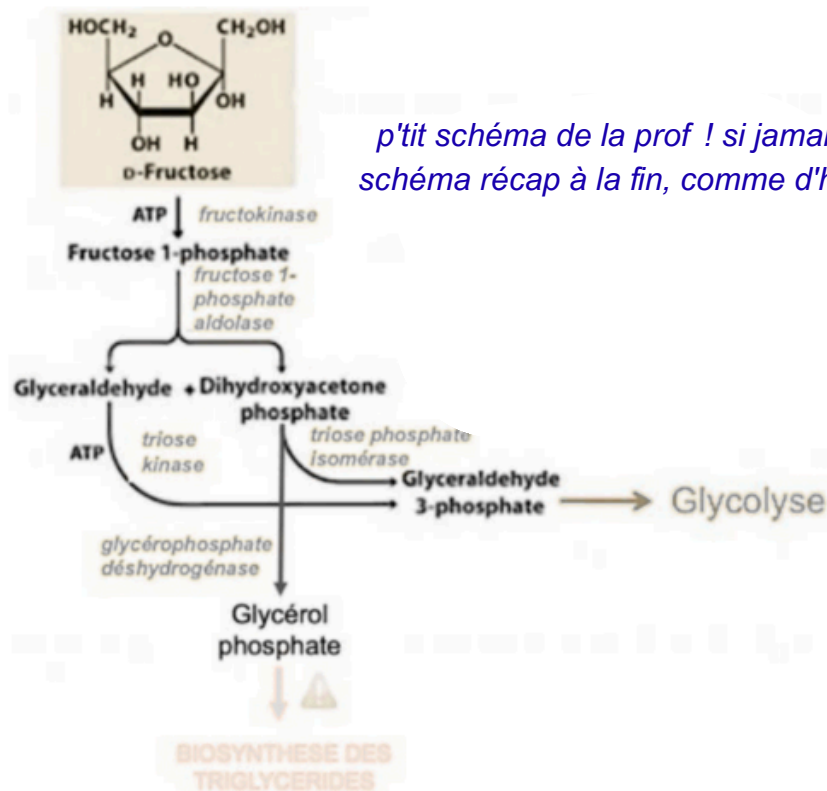 HOCH₂
O
CH₂OH
H
H
HO
H
OH
OH
H
D-Fructose
p'tit schéma de la prof ! si jamai
schéma récap à la fin, comme d'h
ATP
fructokinase
Fructose 1-phosphate
fructose 1-
phosphate
aldolase
Glyceraldehyde + Dihydroxyacetone
phosphate
ATP
triose
kinase
triose phosphate
isomérase
Glyceraldehyde
3-phosphate
Glycolyse
glycérophosphate
déshydrogénase
Glycérol
phosphate
BIOSYNTHESE DES
TRIGLYCERIDES